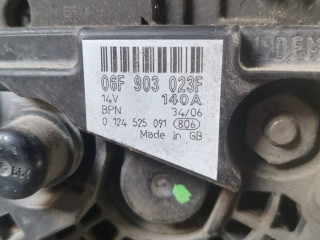 06F 903 023F
14V 140A
BPN 34/06
0 124 525 091 806
Made in GB